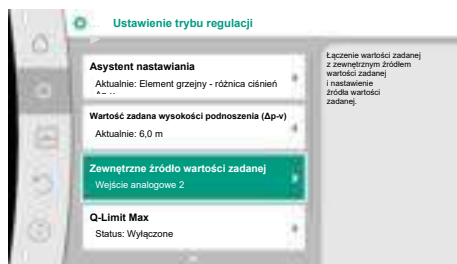 Ustawienie trybu regulacji
Asystent nastawiania
Aktualnie: Element grzejny - różnica ciśnień
Δp-v
Wartość zadana wysokości podnoszenia (Δp-v)
Aktualnie: 6,0 m
Zewnętrzne źródło wartości zadanej
Wejście analogowe 2
Q-Limit Max
Status: Wyłączone
Łączenie wartości zadanej
z zewnętrznym źródłem
wartości zadanej
i nastawienie
źródła wartości
zadanej.